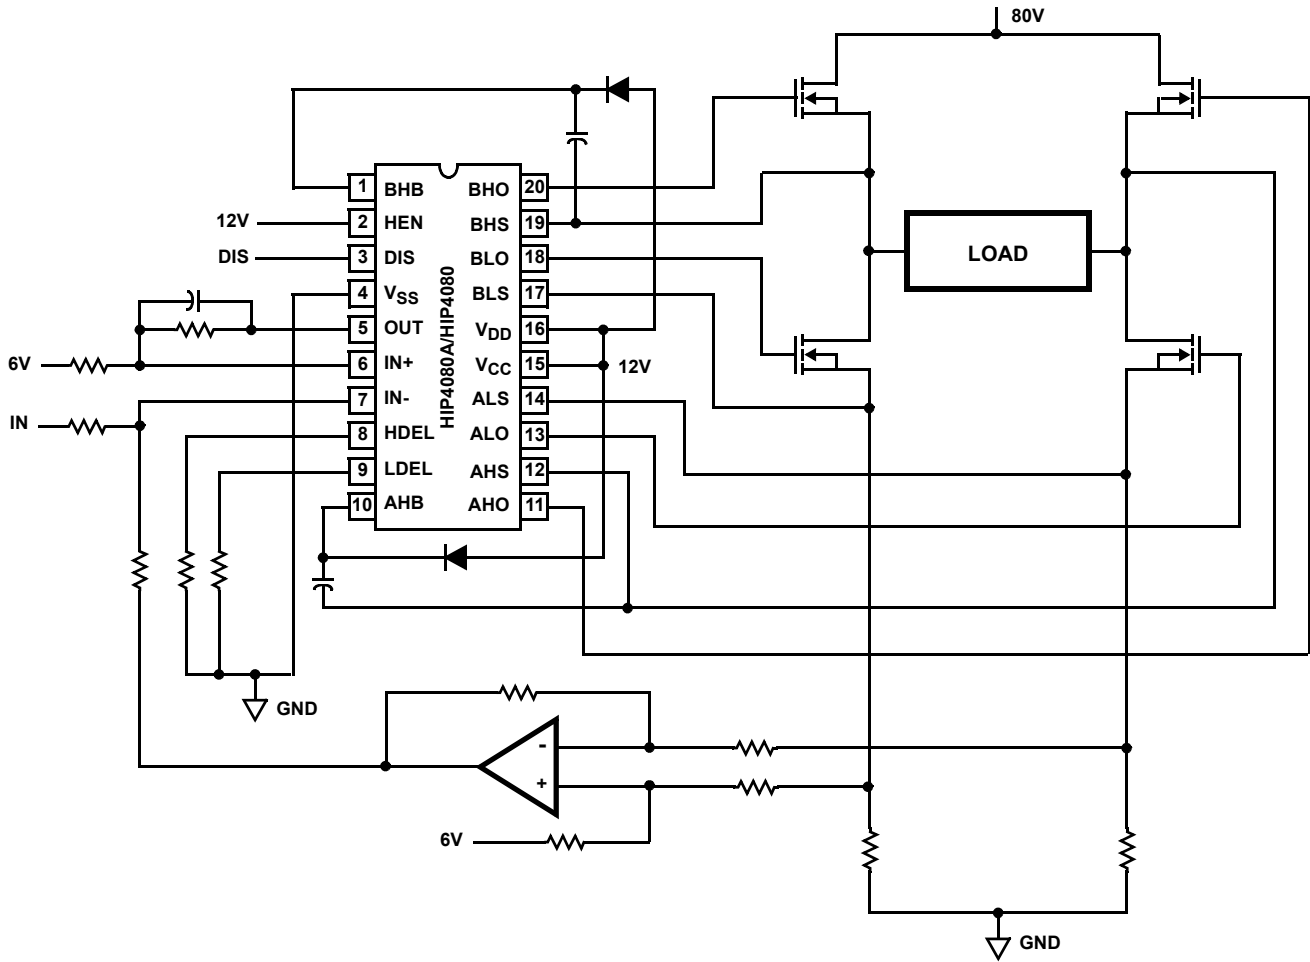 80V
1 BHB BHO 20
12V 2 HEN BHS 19
DIS 3 DIS BLO 18
4 VSS BLS 17
5 OUT VDD 16
6V 6 IN+ VCC 15 12V
IN 7 IN- ALS 14
8 HDEL ALO 13
9 LDEL AHS 12
10 AHB AHO 11
HIP4080A/HIP4080
LOAD
GND
-
+
6V
GND